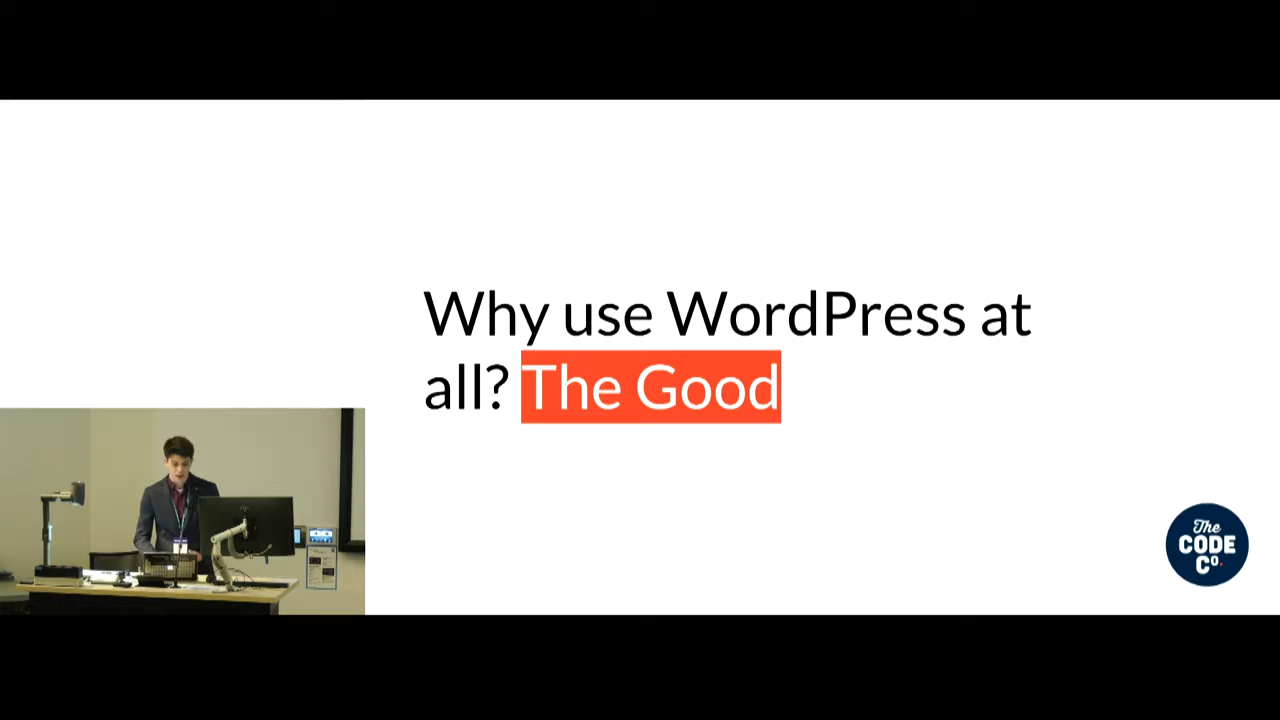 Why use WordPress at
all? The Good
The
CODE
Co.